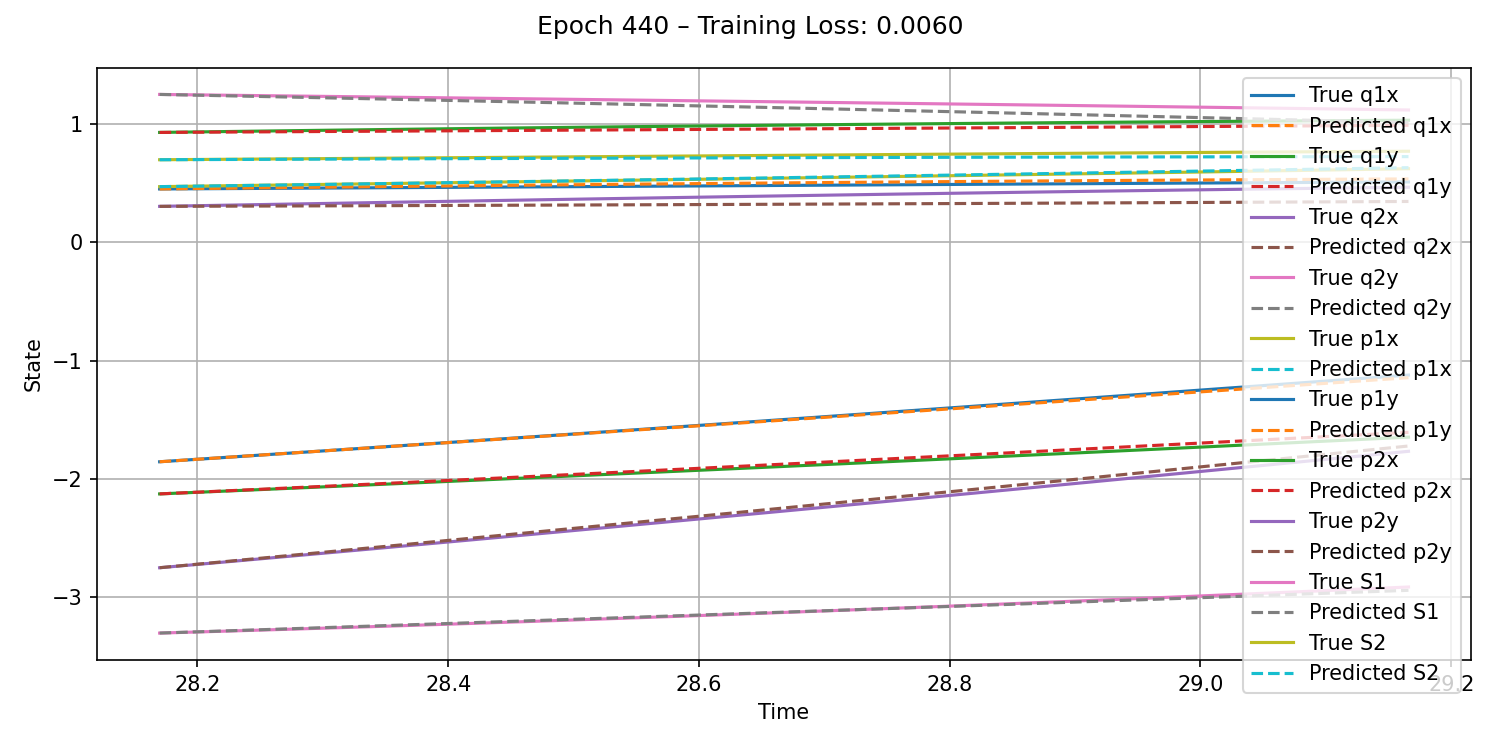 Epoch 440 – Training Loss: 0.0060
State
1
0
−1
−2
−3
True q1x
Predicted q1x
True q1y
Predicted q1y
True q2x
Predicted q2x
True q2y
Predicted q2y
True p1x
Predicted p1x
True p1y
Predicted p1y
True p2x
Predicted p2x
True p2y
Predicted p2y
True S1
Predicted S1
True S2
Predicted S2
28.2 28.4 28.6 28.8 29.0 29.2
Time